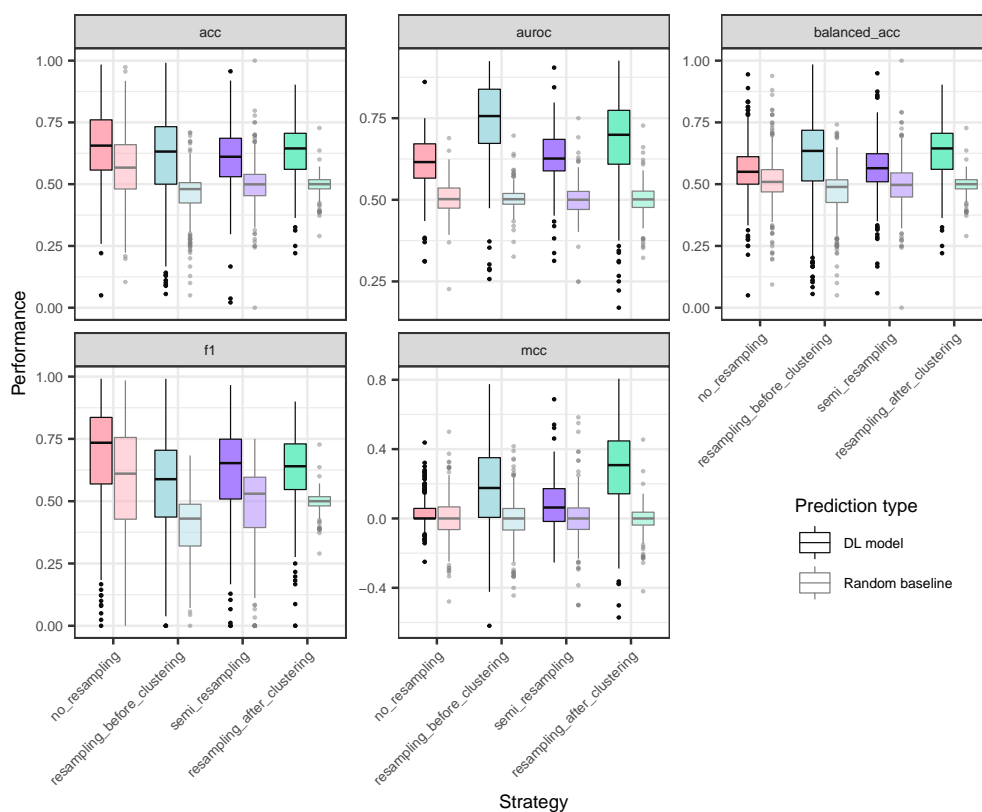 acc
auroc
balanced_acc
1.00
0.75
0.50
0.25
0.00
0.75
0.50
0.25
1.00
0.75
0.50
0.25
0.00
f1
mcc
1.00
0.75
0.50
0.25
0.00
0.8
0.4
0.0
−0.4
no_resampling
resampling_before_clustering
semi_resampling
resampling_after_clustering
no_resampling
resampling_before_clustering
semi_resampling
resampling_after_clustering
no_resampling
resampling_before_clustering
semi_resampling
resampling_after_clustering
Performance
Strategy
Prediction type
DL model
Random baseline